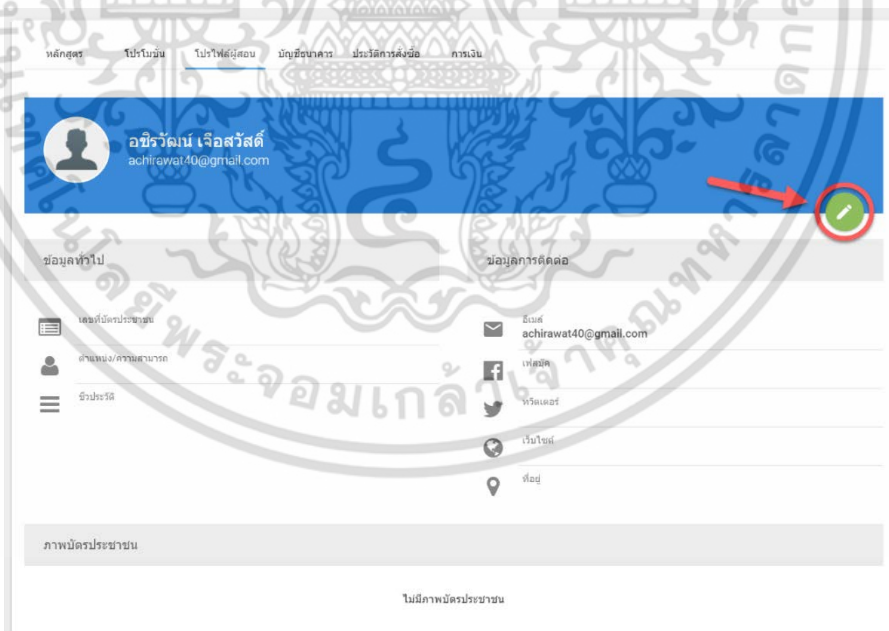 หลักสูตร โปรโมชั่น โปรไฟล์ผู้สอน บัญชีธนาคาร ประวัติการสั่งซื้อ การเงิน
อชิรวัฒน์ เจือสวัสดิ์
achirawat40@gmail.com
ข้อมูลทั่วไป
เลขที่บัตรประชาชน
ตำแหน่ง/ความสามารถ
ชีวประวัติ
ข้อมูลการติดต่อ
อีเมล์
achirawat40@gmail.com
เฟสบุ๊ค
ทวิตเตอร์
เว็บไซต์
ที่อยู่
ภาพบัตรประชาชน
ไม่มีภาพบัตรประชาชน